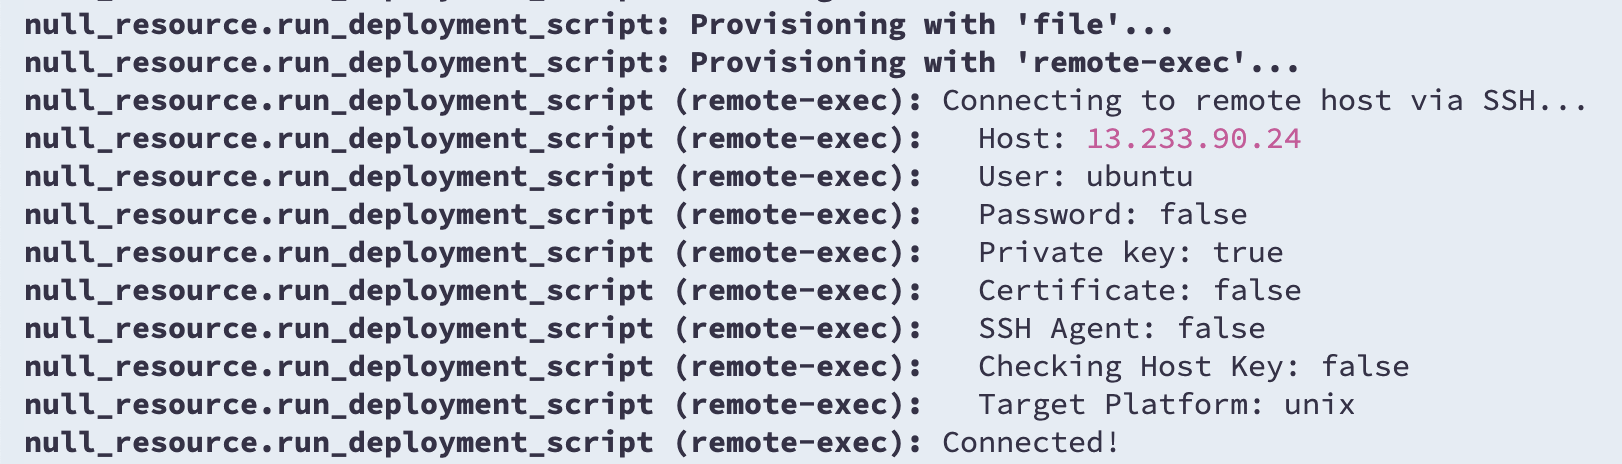 null_resource.run_deployment_script: Provisioning with 'file'...
null_resource.run_deployment_script: Provisioning with 'remote-exec'...
null_resource.run_deployment_script (remote-exec): Connecting to remote host via SSH...
null_resource.run_deployment_script (remote-exec):   Host: 13.233.90.24
null_resource.run_deployment_script (remote-exec):   User: ubuntu
null_resource.run_deployment_script (remote-exec):   Password: false
null_resource.run_deployment_script (remote-exec):   Private key: true
null_resource.run_deployment_script (remote-exec):   Certificate: false
null_resource.run_deployment_script (remote-exec):   SSH Agent: false
null_resource.run_deployment_script (remote-exec):   Checking Host Key: false
null_resource.run_deployment_script (remote-exec):   Target Platform: unix
null_resource.run_deployment_script (remote-exec): Connected!